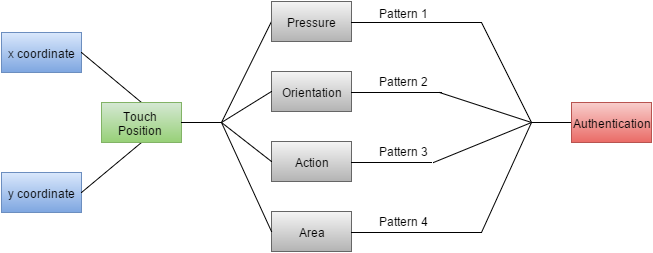 x coordinate
y coordinate
Touch
Position
Pressure
Pattern 1
Orientation
Pattern 2
Action
Pattern 3
Area
Pattern 4
Authentication